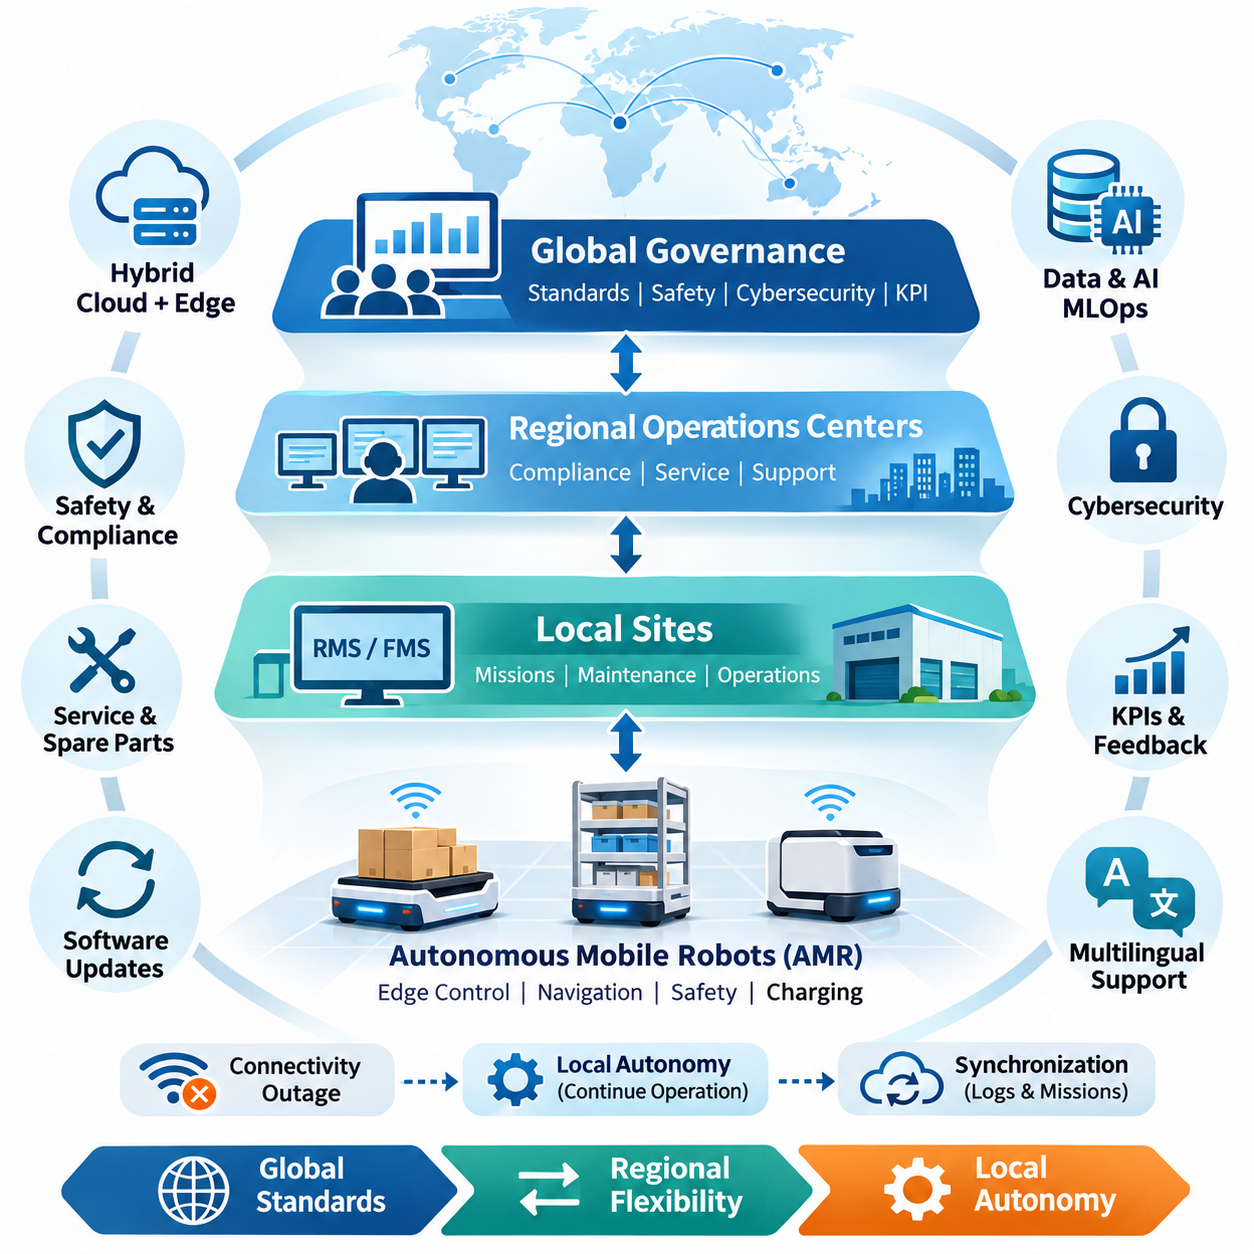 Global Governance
Standards | Safety | Cybersecurity | KPI
Hybrid
Cloud + Edge
AI
Data & AI
MLOps
Regional Operations Centers
Compliance | Service | Support
Safety &
Compliance
Cybersecurity
RMS / FMS
Local Sites
Missions | Maintenance | Operations
Service &
Spare Parts
KPIs &
Feedback
Software
Updates
A
文
Multilingual
Support
Autonomous Mobile Robots (AMR)
Edge Control | Navigation | Safety | Charging
Connectivity
Outage
Local Autonomy
(Continue Operation)
Synchronization
(Logs & Missions)
Global
Standards
Regional
Flexibility
Local
Autonomy